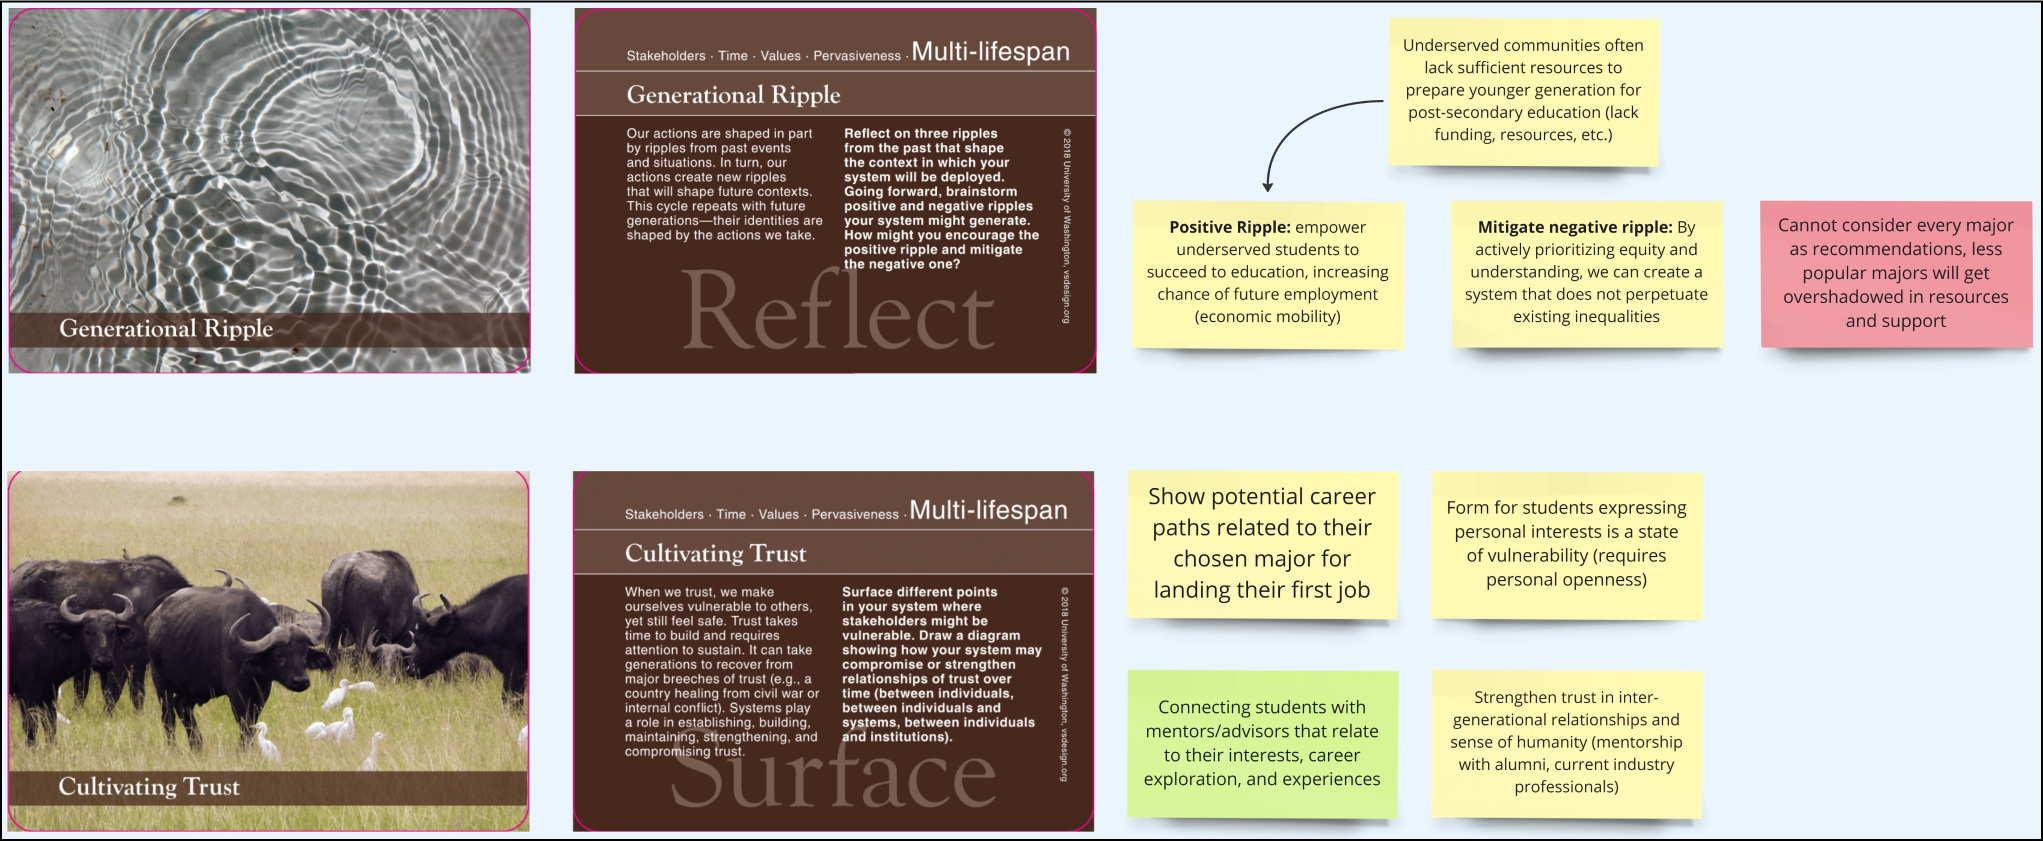 Generational Ripple
Stakeholders · Time · Values · Pervasiveness · Multi-lifespan
Generational Ripple
Our actions are shaped in part
by ripples from past events
and situations. In turn, our
actions create new ripples
that will shape future contexts.
This cycle repeats with future
generations—their identities are
shaped by the actions we take.
Reflect on three ripples
from the past that shape
the context in which your
system will be deployed.
Going forward, brainstorm
positive and negative ripples
your system might generate.
How might you encourage the
positive ripple and mitigate
the negative one?
© 2018 University of Washington, vsdesign.org
Reflect
Underserved communities often
lack sufficient resources to
prepare younger generation for
post-secondary education (lack
funding, resources, etc.)
Positive Ripple: empower
underserved students to
succeed to education, increasing
chance of future employment
(economic mobility)
Mitigate negative ripple: By
actively prioritizing equity and
understanding, we can create a
system that does not perpetuate
existing inequalities
Cannot consider every major
as recommendations, less
popular majors will get
overshadowed in resources
and support
Cultivating Trust
Stakeholders · Time · Values · Pervasiveness · Multi-lifespan
Cultivating Trust
When we trust, we make
ourselves vulnerable to others,
yet still feel safe. Trust takes
time to build and requires
attention to sustain. It can take
generations to recover from
major breeches of trust (e.g., a
country healing from civil war or
internal conflict). Systems play
a role in establishing, building,
maintaining, strengthening, and
compromising trust.
Surface different points
in your system where
stakeholders might be
vulnerable. Draw a diagram
showing how your system may
compromise or strengthen
relationships of trust over
time (between individuals,
between individuals and
systems, between individuals
and institutions).
© 2018 University of Washington, vsdesign.org
Surface
Show potential career
paths related to their
chosen major for
landing their first job
Form for students expressing
personal interests is a state
of vulnerability (requires
personal openness)
Connecting students with
mentors/advisors that relate
to their interests, career
exploration, and experiences
Strengthen trust in inter-
generational relationships and
sense of humanity (mentorship
with alumni, current industry
professionals)